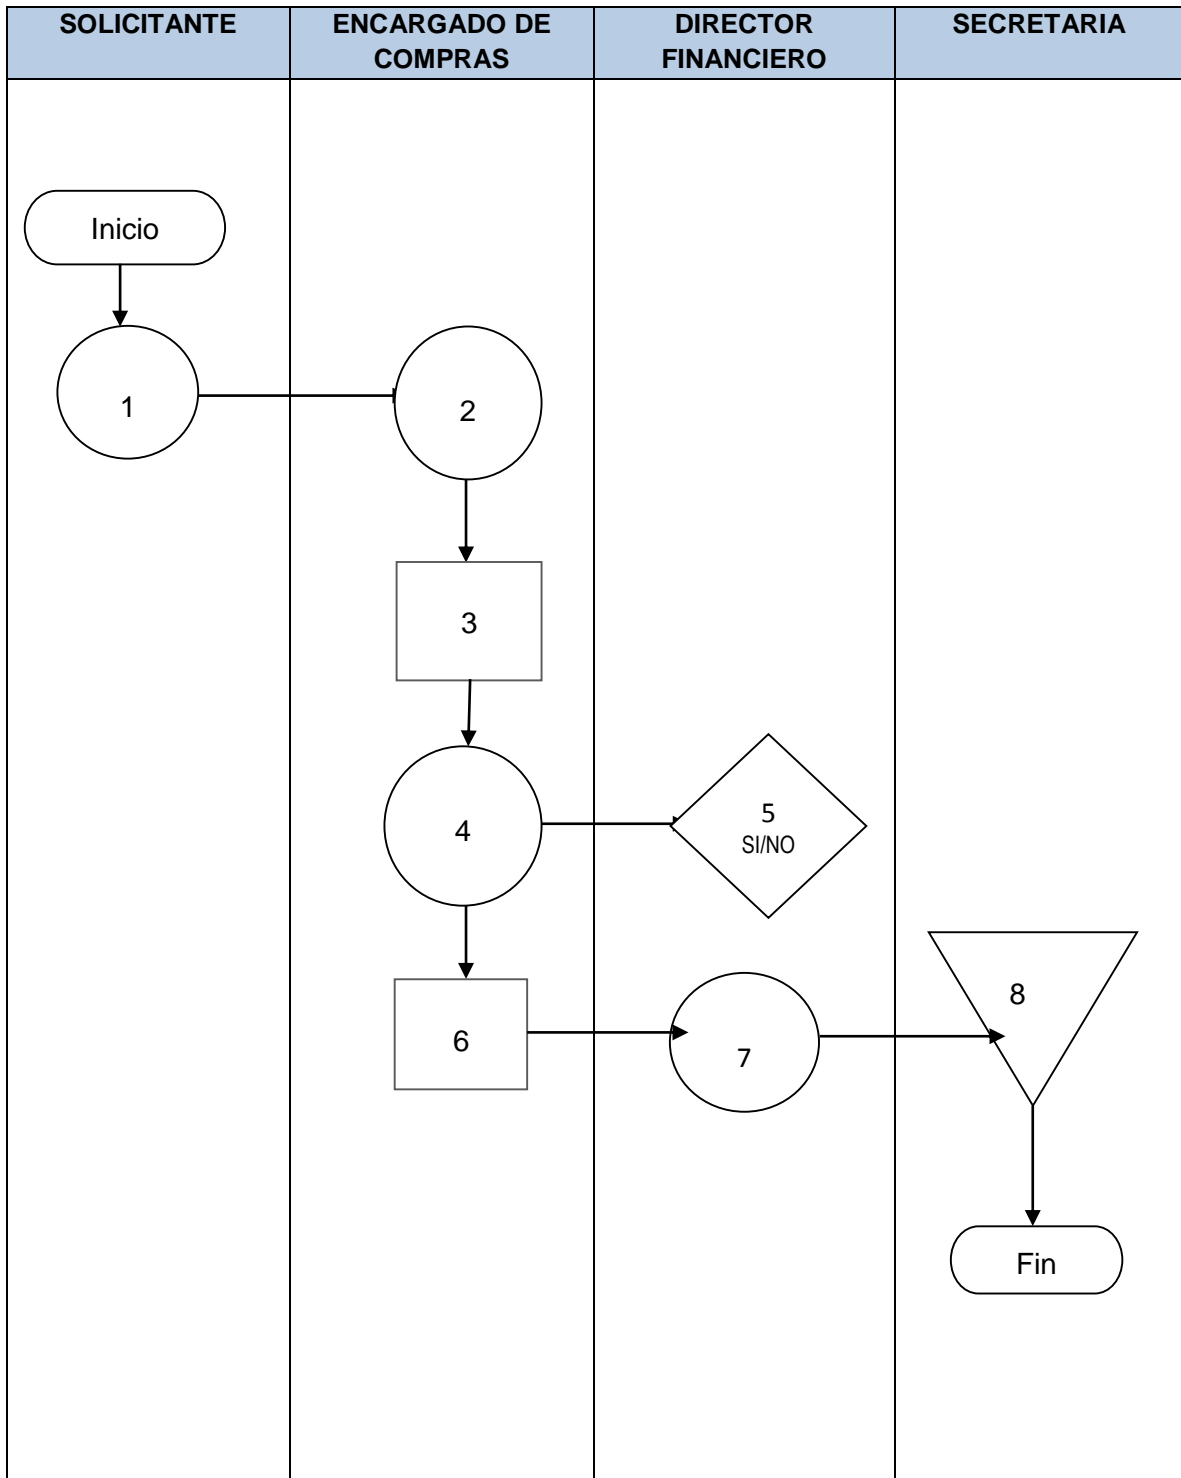 SOLICITANTE
ENCARGADO DE
COMPRAS
DIRECTOR
FINANCIERO
SECRETARIA
Inicio
1
2
3
4
5
SI/NO
6
7
8
Fin